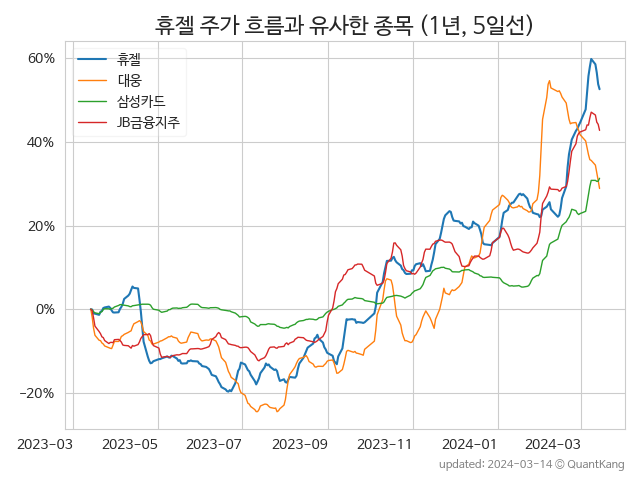 휴젤 주가 흐름과 유사한 종목 (1년, 5일선)
휴젤
대웅
삼성카드
JB금융지주
60%
40%
20%
0%
−20%
2023−03
2023−05
2023−07
2023−09
2023−11
2024−01
2024−03
updated: 2024-03-14 © QuantKang